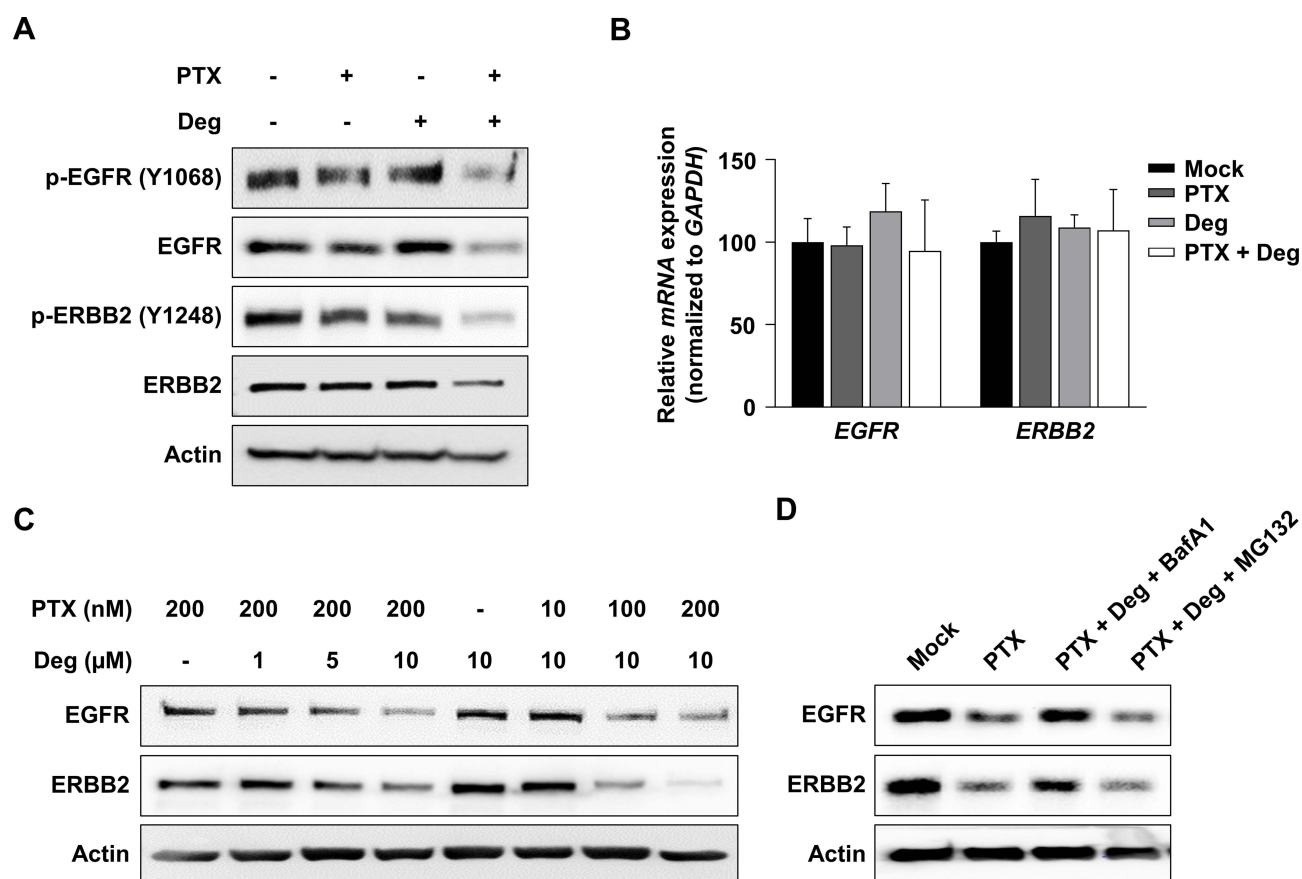 A
PTX - + - +
Deg - - + +
p-EGFR (Y1068)
EGFR
p-ERBB2 (Y1248)
ERBB2
Actin
B
Relative mRNA expression
(normalized to GAPDH)
150
100
50
0
EGFR ERBB2
Mock
PTX
Deg
PTX + Deg
C
PTX (nM) 200 200 200 200 - 10 100 200
Deg (μM) - 1 5 10 10 10 10 10
EGFR
ERBB2
Actin
D
Mock
PTX
PTX + Deg + BafA1
PTX + Deg + MG132
EGFR
ERBB2
Actin